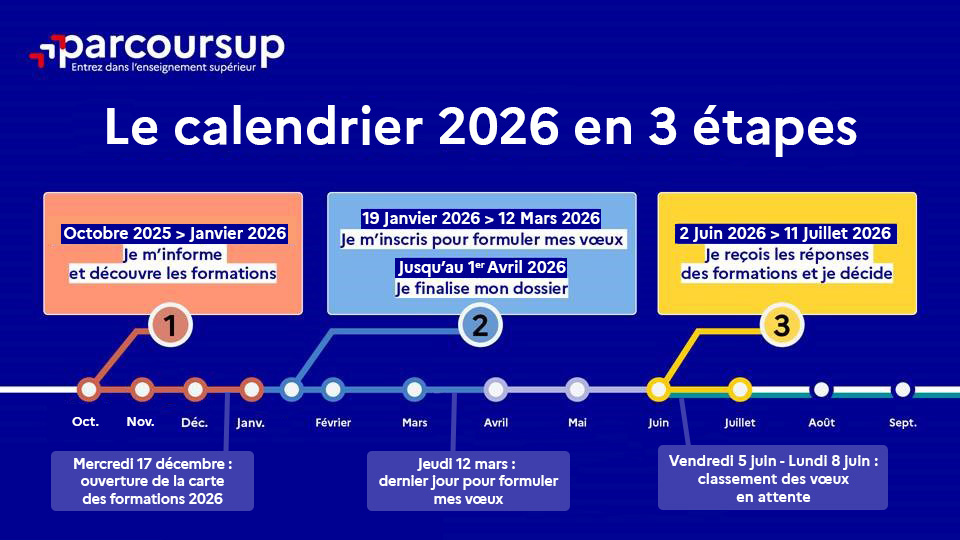 parcoursup
Entrez dans l'enseignement supérieur
Le calendrier 2026 en 3 étapes
Octobre 2025 > Janvier 2026
Je m'informe
et découvre les formations
1
19 Janvier 2026 > 12 Mars 2026
Je m'inscris pour formuler mes vœux
Jusqu'au 1er Avril 2026
Je finalise mon dossier
2
2 Juin 2026 > 11 Juillet 2026
Je reçois les réponses
des formations et je décide
3
Oct. Nov. Déc. Janv. Février Mars Avril Mai Juin Juillet Août Sept.
Mercredi 17 décembre :
ouverture de la carte
des formations 2026
Jeudi 12 mars :
dernier jour pour formuler
mes vœux
Vendredi 5 juin - Lundi 8 juin :
classement des vœux
en attente